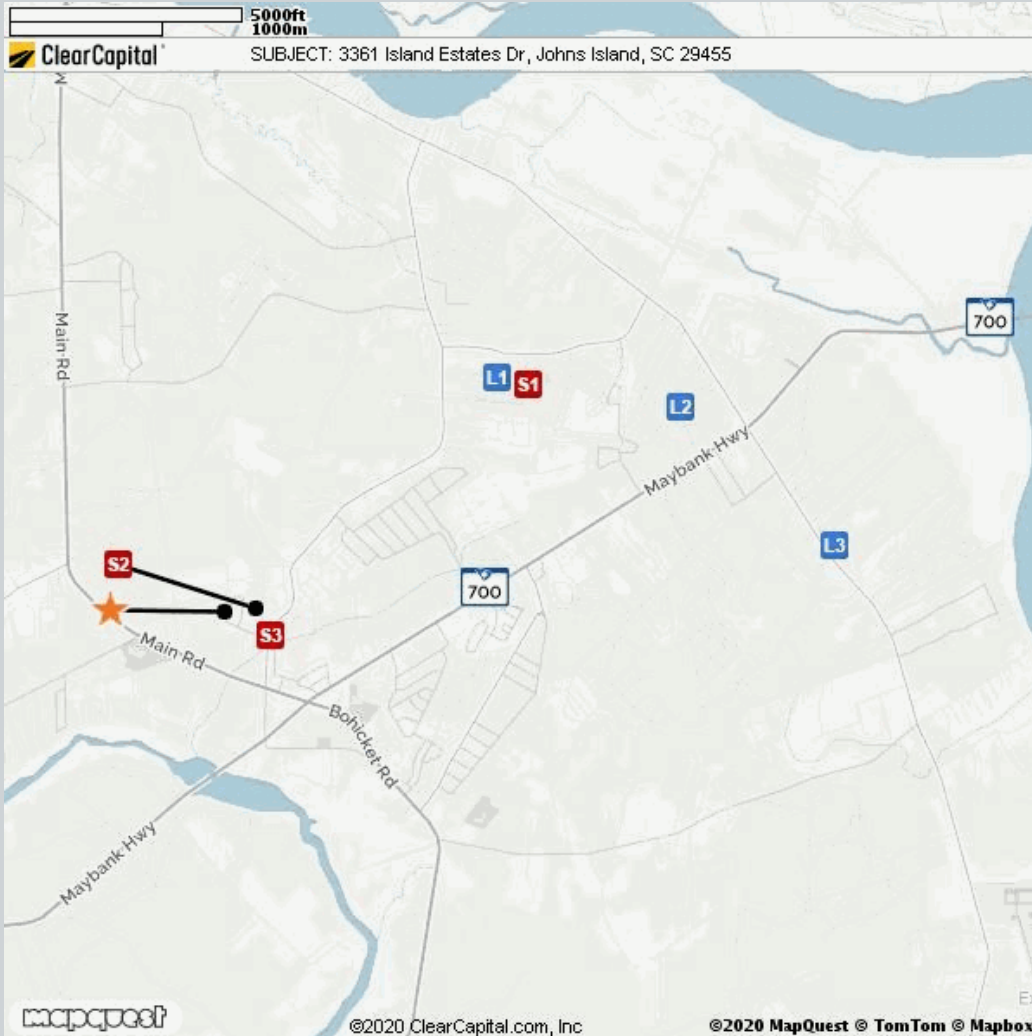 5000ft
1000m
ClearCapital
SUBJECT: 3361 Island Estates Dr, Johns Island, SC 29455
700
Main Rd
L1
S1
L2
Maybank Hwy
L3
S2
700
S3
Main Rd
Bohicket Rd
Maybank Hwy
mapquest
©2020 ClearCapital.com, Inc
©2020 MapQuest © TomTom © Mapbox